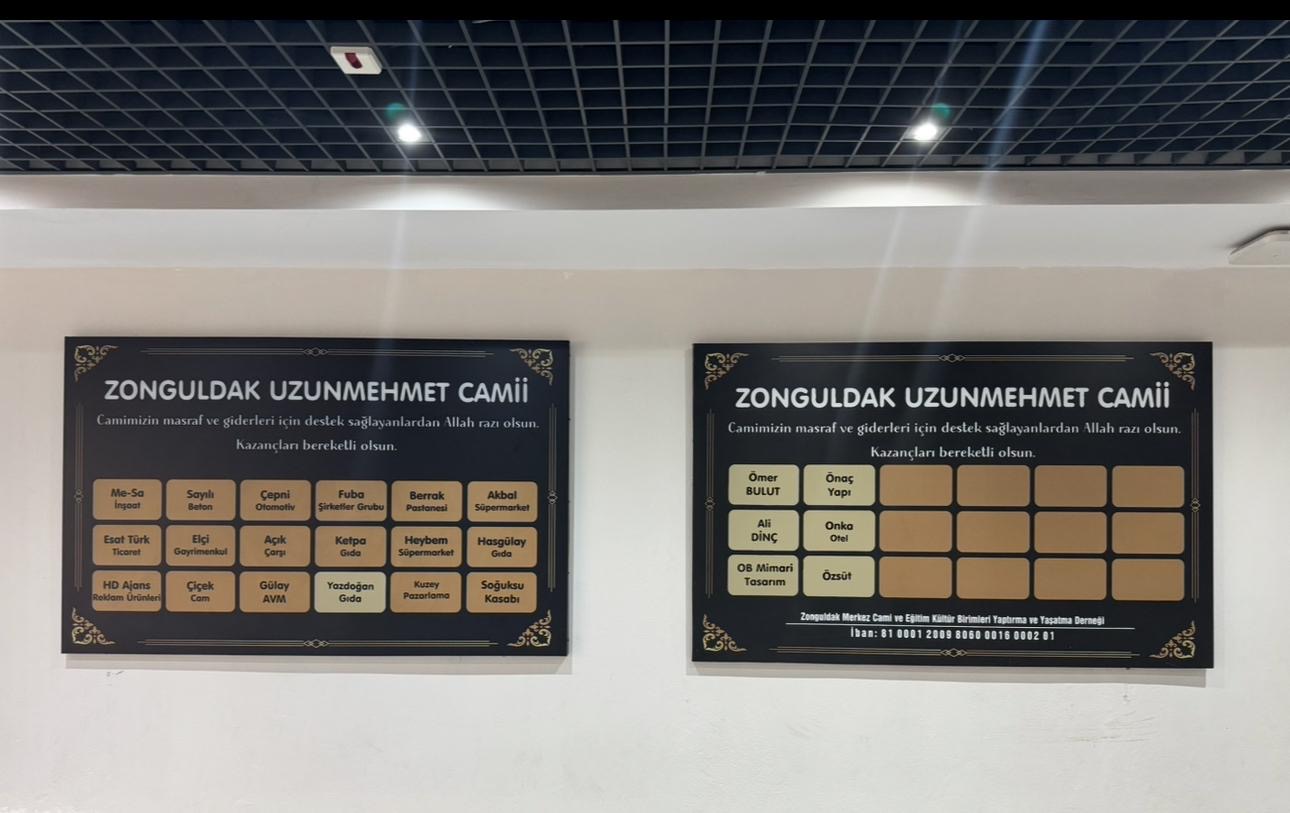 ZONGULDAK UZUNMEHMET CAMİİ
Camimizin masraf ve giderleri için destek sağlayanlardan Allah razı olsun.
Kazançları bereketli olsun.
Me-Sa
İnşaat
Sayılı
Beton
Çepni
Otomotiv
Fuba
Şirketler Grubu
Berrak
Pastanesi
Akbal
Süpermarket
Esat Türk
Ticaret
Elçi
Gayrimenkul
Açık
Çarşı
Ketpa
Gıda
Heybem
Süpermarket
Hasgülay
Gıda
HD Ajans
Reklam Ürünleri
Çiçek
Cam
Gülay
AVM
Yazdoğan
Gıda
Kuzey
Pazarlama
Soğuksu
Kasabı
ZONGULDAK UZUNMEHMET CAMİİ
Camimizin masraf ve giderleri için destek sağlayanlardan Allah razı olsun.
Kazançları bereketli olsun.
Ömer
BULUT
Önaç
Yapı
Ali
DİNÇ
Onka
Otel
OB Mimari
Tasarım
Özsüt
Zonguldak Merkez Cami ve Eğitim Kültür Birimleri Yaptırma ve Yaşatma Derneği
İban: 81 0001 2009 8060 0016 0002 01